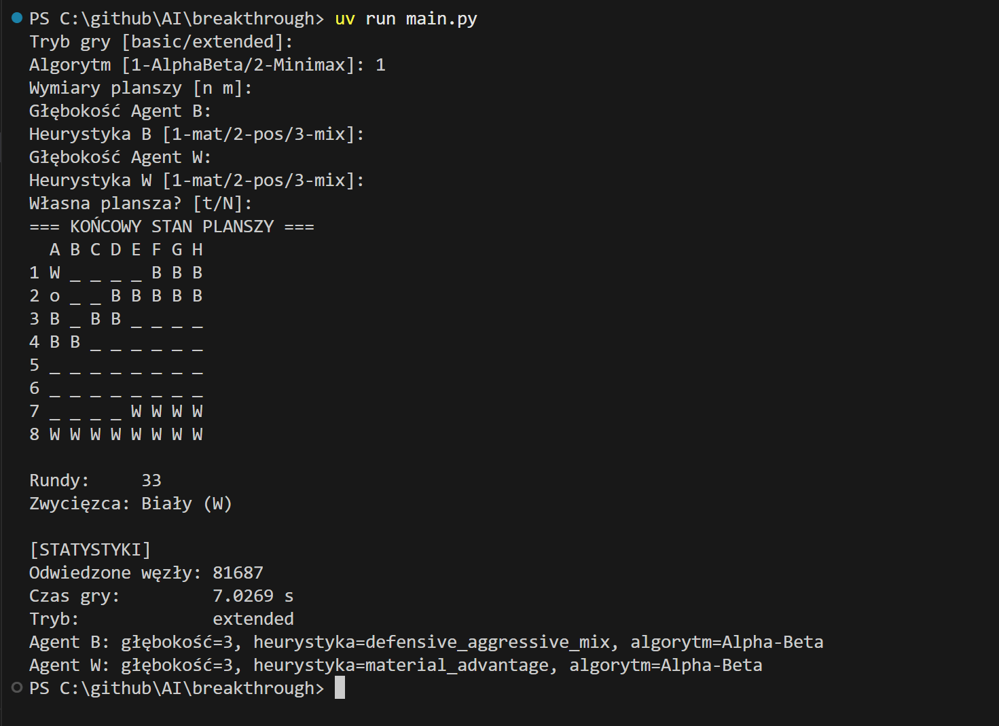 PS C:\github\AI\breakthrough> uv run main.py
Tryb gry [basic/extended]:
Algorytm [1-AlphaBeta/2-Minimax]: 1
Wymiary planszy [n m]:
Głębokość Agent B:
Heurystyka B [1-mat/2-pos/3-mix]:
Głębokość Agent W:
Heurystyka W [1-mat/2-pos/3-mix]:
Własna plansza? [t/N]:
=== KOŃCOWY STAN PLANSZY ===
  A B C D E F G H
1 W _ _ _ _ B B B
2 o _ _ B B B B B
3 B _ B B _ _ _ _
4 B B _ _ _ _ _ _
5 _ _ _ _ _ _ _ _
6 _ _ _ _ _ _ _ _
7 _ _ _ _ W W W W
8 W W W W W W W W
Rundy:     33
Zwycięzca: Biały (W)
[STATYSTYKI]
Odwiedzone węzły: 81687
Czas gry:         7.0269 s
Tryb:             extended
Agent B: głębokość=3, heurystyka=defensive_aggressive_mix, algorytm=Alpha-Beta
Agent W: głębokość=3, heurystyka=material_advantage, algorytm=Alpha-Beta
PS C:\github\AI\breakthrough>